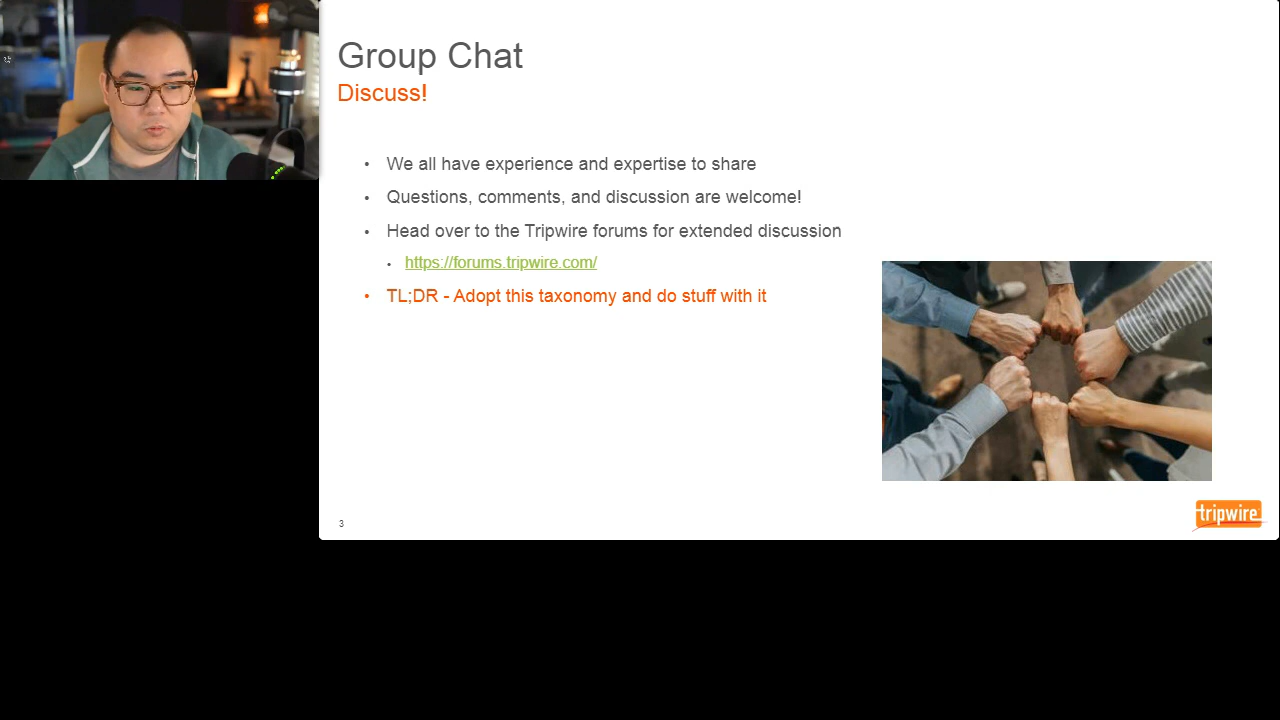 Group Chat
Discuss!
• We all have experience and expertise to share
• Questions, comments, and discussion are welcome!
• Head over to the Tripwire forums for extended discussion
• https://forums.tripwire.com/
• TL;DR - Adopt this taxonomy and do stuff with it
3
tripwire